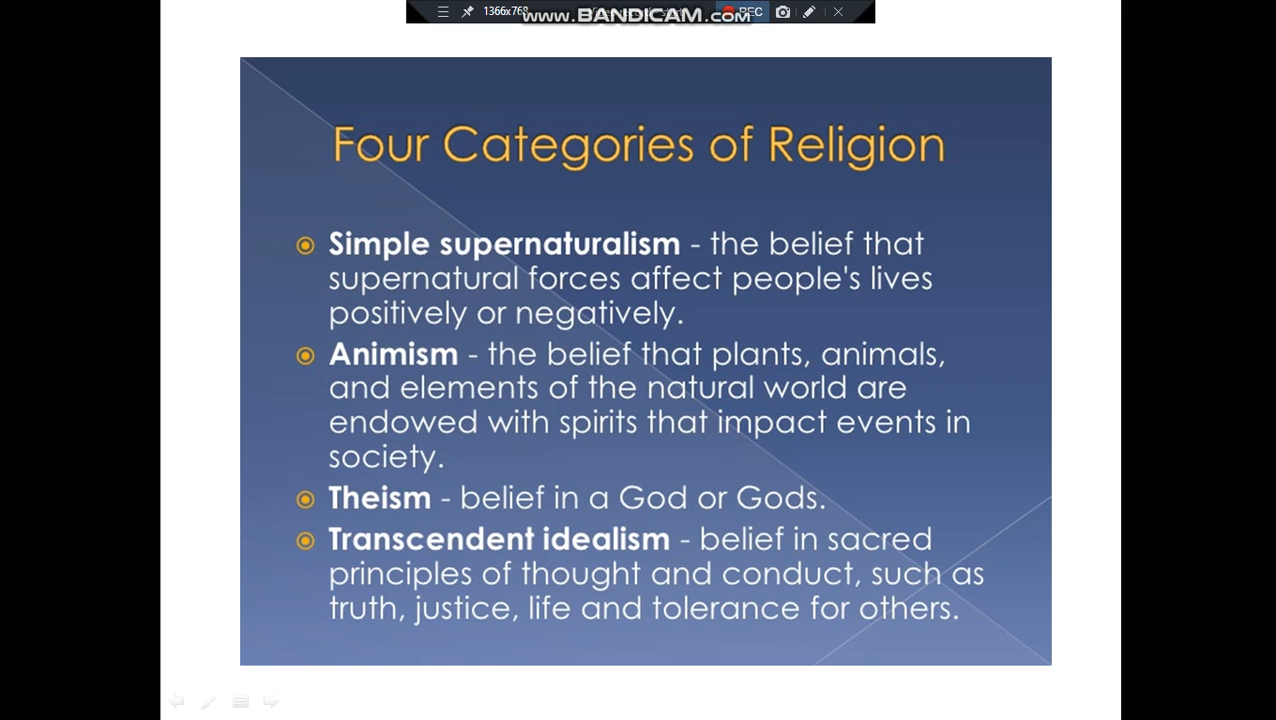 1366x768
www.BANDICAM.com
REC
Four Categories of Religion
Simple supernaturalism - the belief that
supernatural forces affect people's lives
positively or negatively.
Animism - the belief that plants, animals,
and elements of the natural world are
endowed with spirits that impact events in
society.
Theism - belief in a God or Gods.
Transcendent idealism - belief in sacred
principles of thought and conduct, such as
truth, justice, life and tolerance for others.